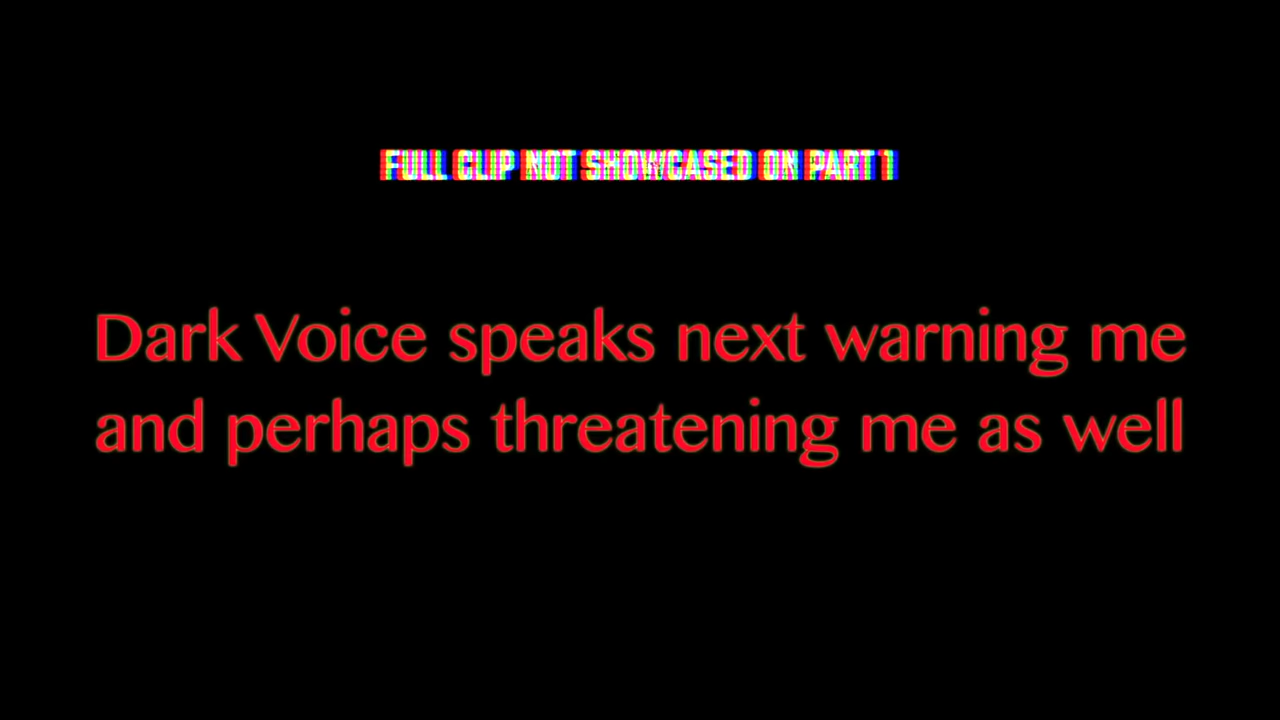 FULL CLIP NOT SHOWCASED ON PART 1
Dark Voice speaks next warning me
and perhaps threatening me as well